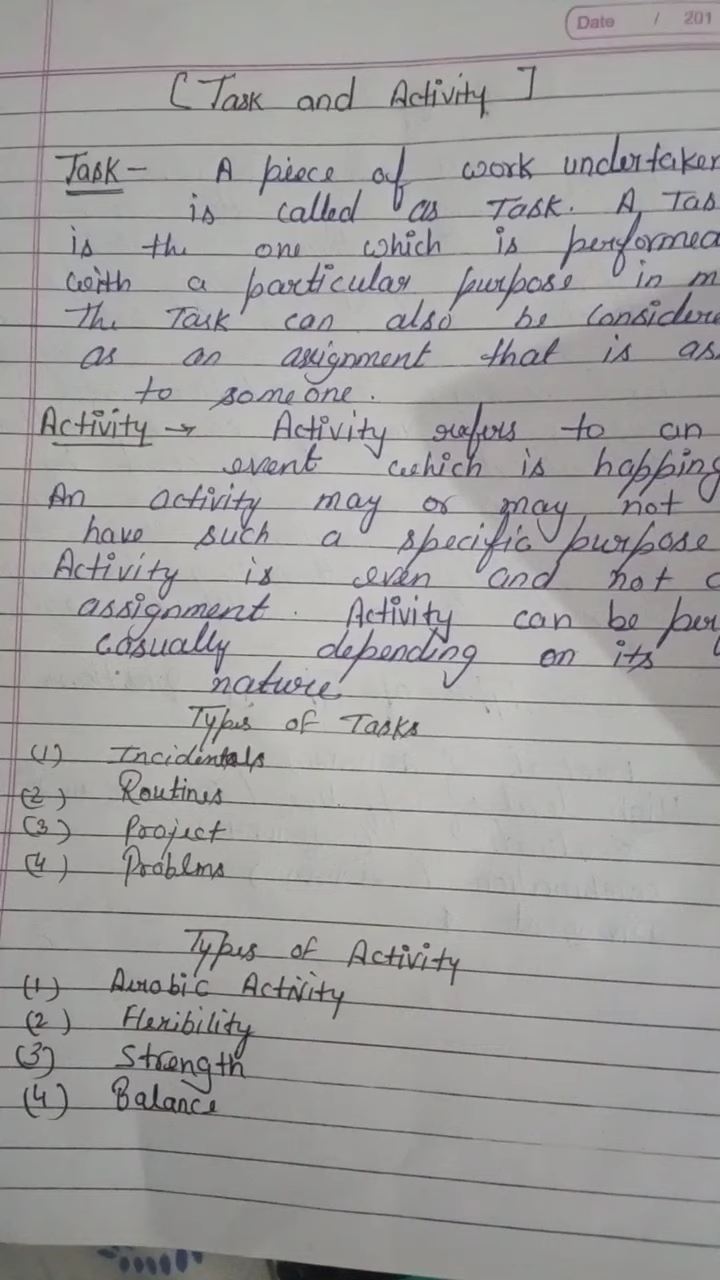 Date / 201
[Task and Activity]
Task - A piece of work undertaken
is called as Task. A Tas
is the one which is performed
with a particular purpose in m
The Task can also be considere
as an assignment that is as
to someone.
Activity → Activity refers to an
event which is happing
An activity may or may not
have such a specific purpose
Activity is even and not a
assignment. Activity can be per
casually depending on its
nature
Types of Tasks
(1) Incidentals
(2) Routines
(3) Project
(4) Problms
Types of Activity
(1) Aerobic Activity
(2) Flexibility
(3) Strength
(4) Balance